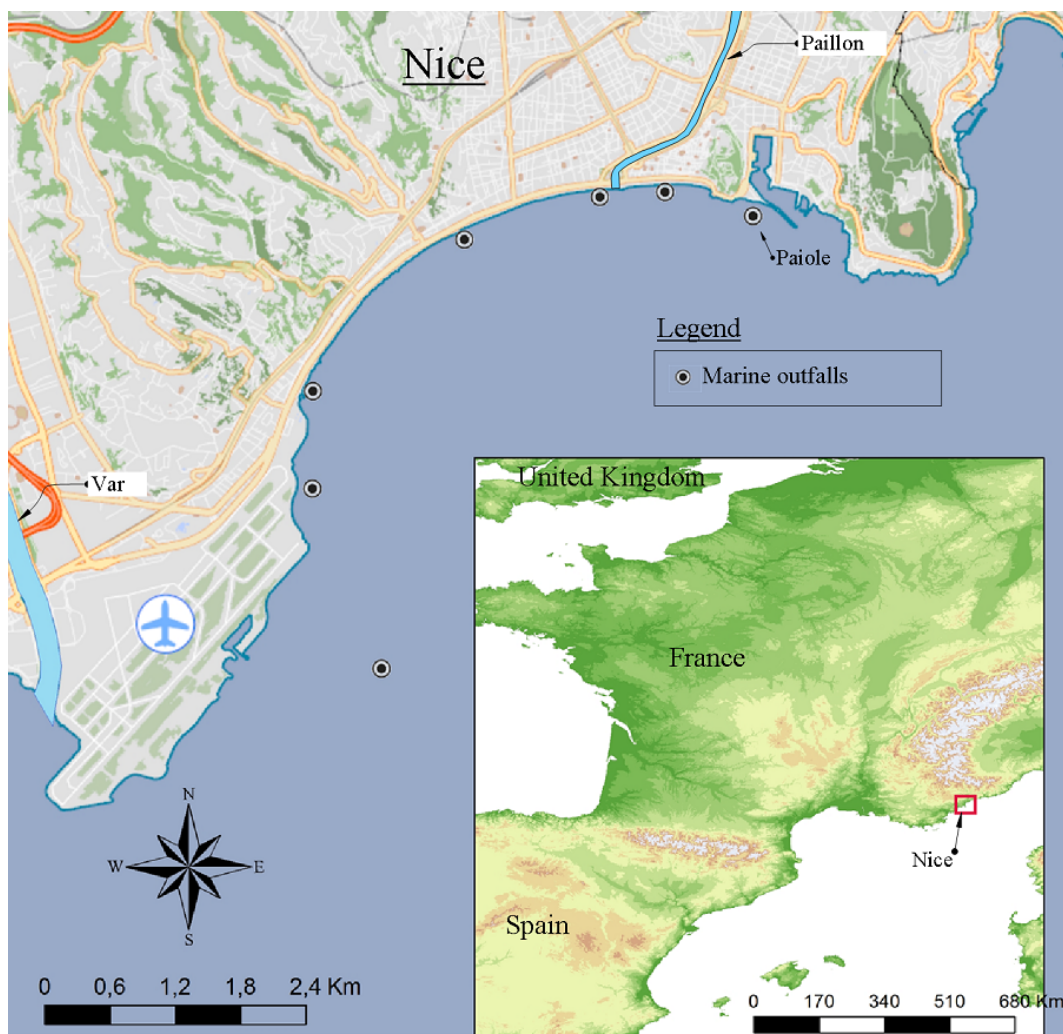 Paillon
Nice
Paiole
Legend
Marine outfalls
Var
United Kingdom
France
Nice
Spain
N
W E
S
0 0,6 1,2 1,8 2,4 Km
0 170 340 510 680 Km